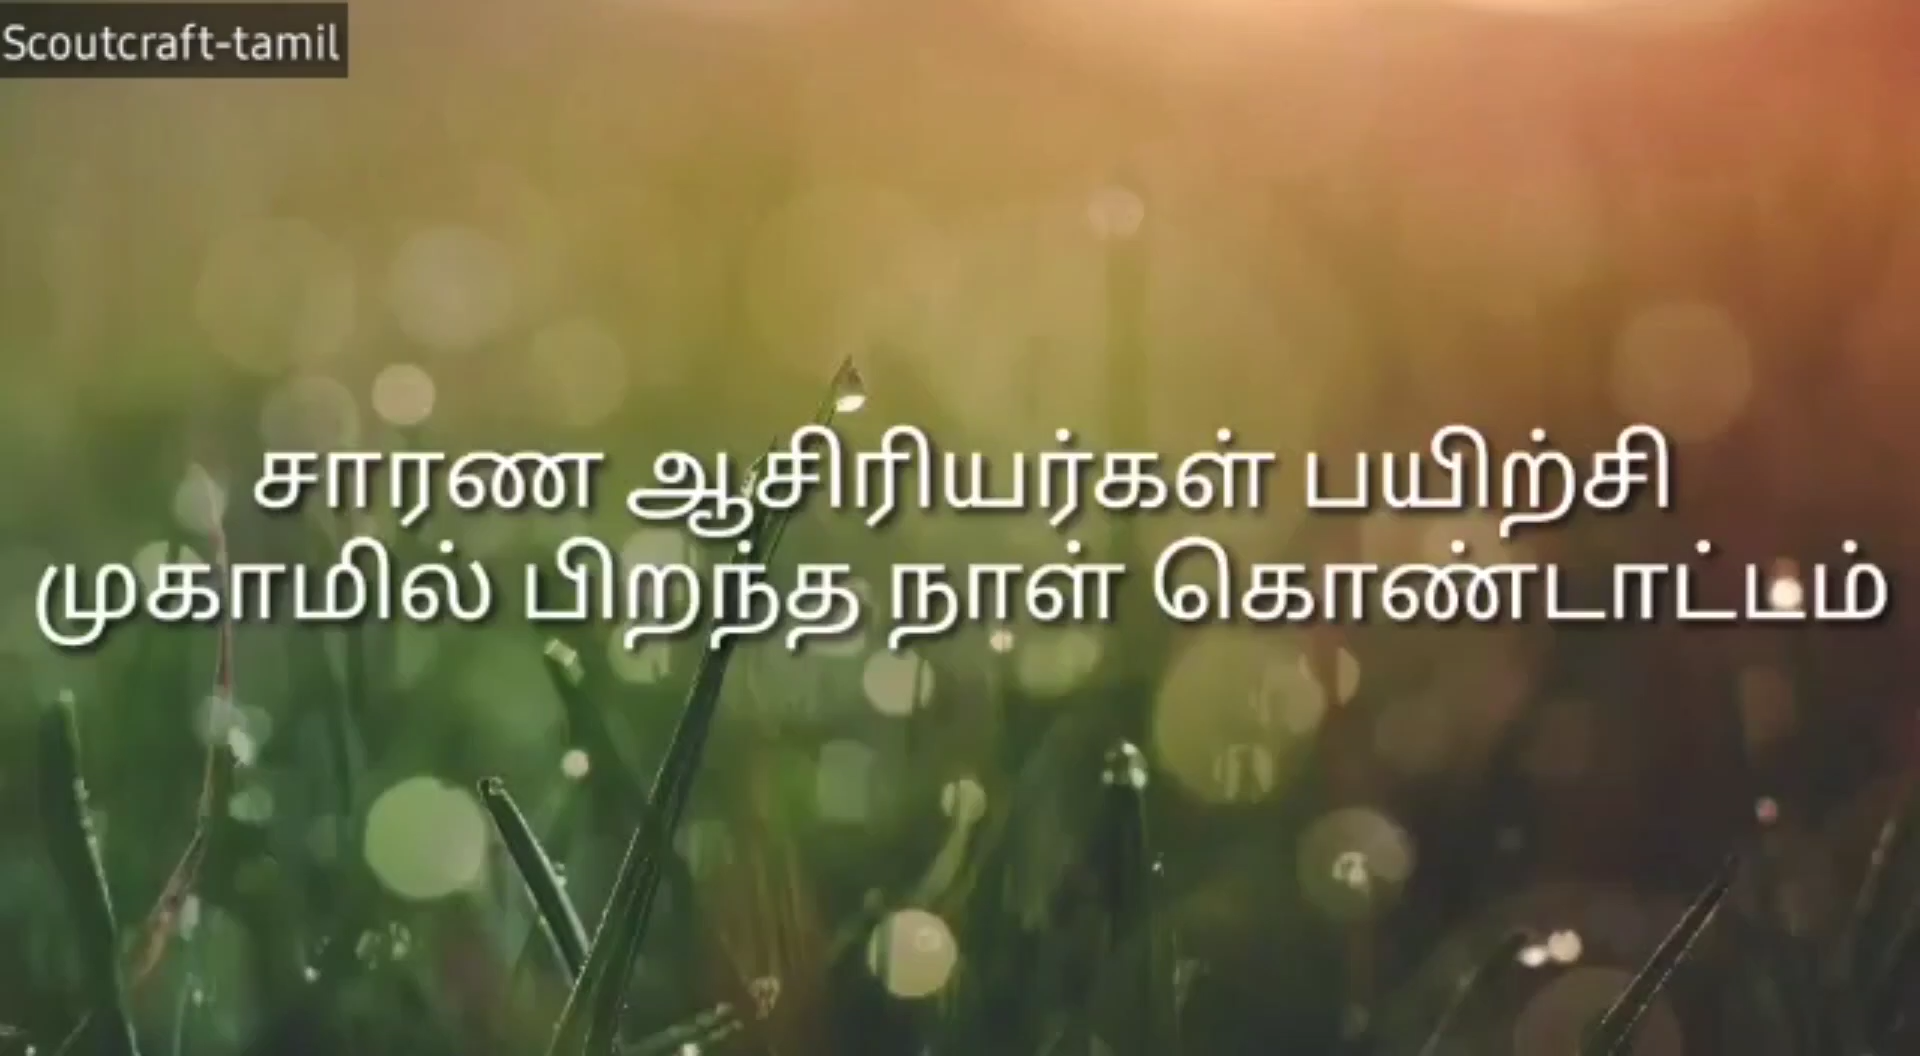 Scoutcraft-tamil
சாரண ஆசிரியர்கள் பயிற்சி
முகாமில் பிறந்த நாள் கொண்டாட்டம்